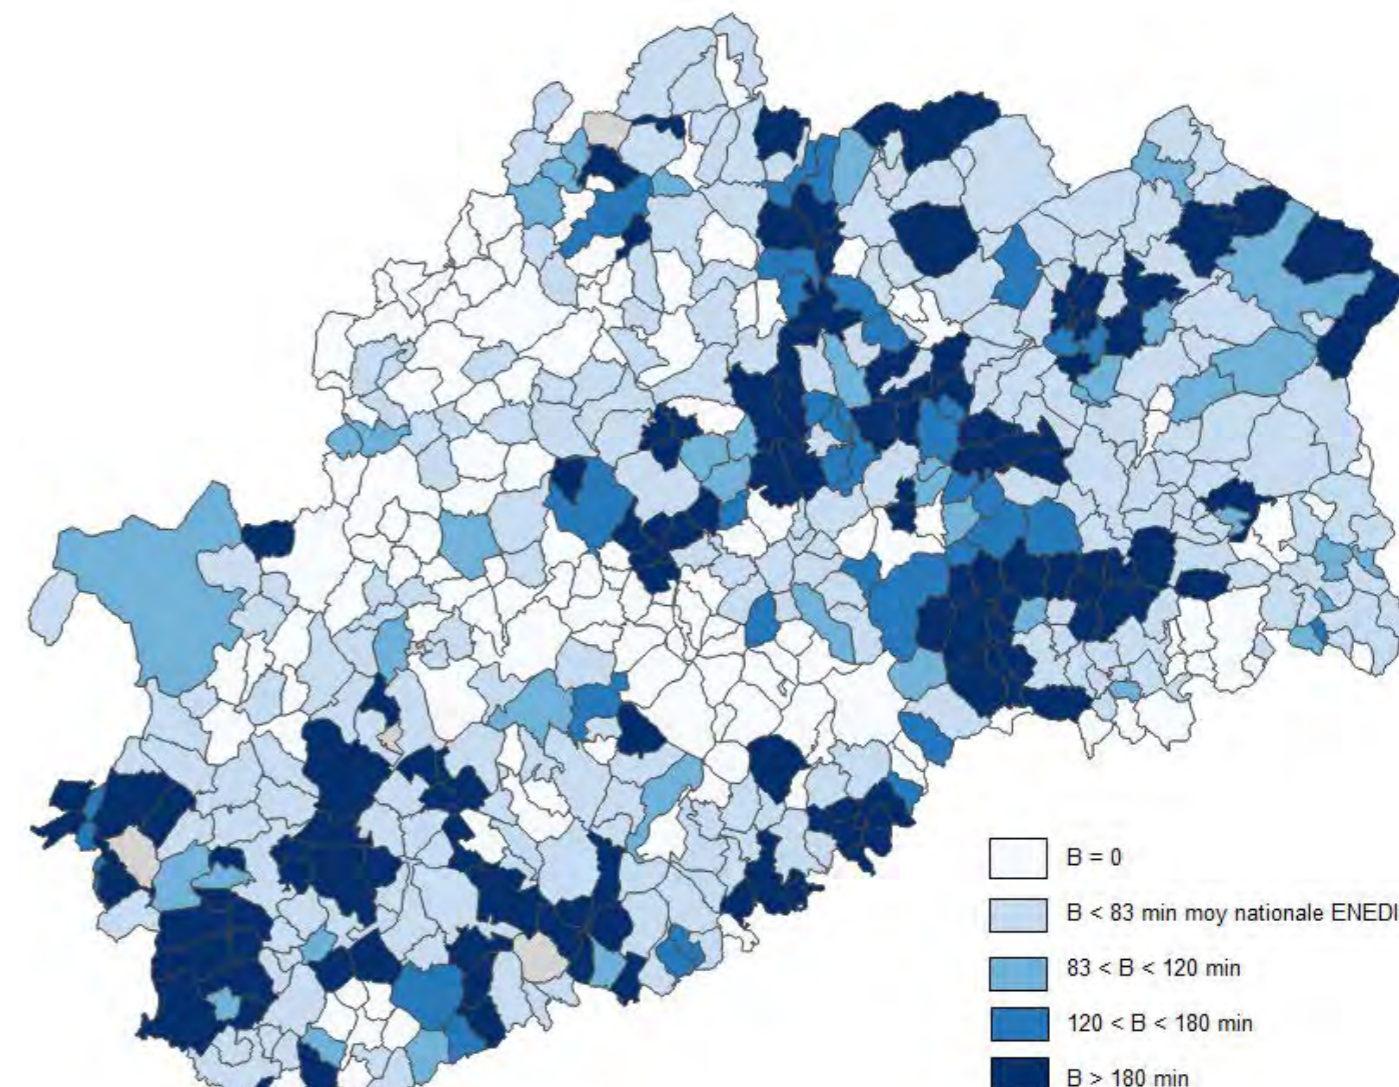 B = 0
B < 83 min moy nationale ENEDI
83 < B < 120 min
120 < B < 180 min
B > 180 min